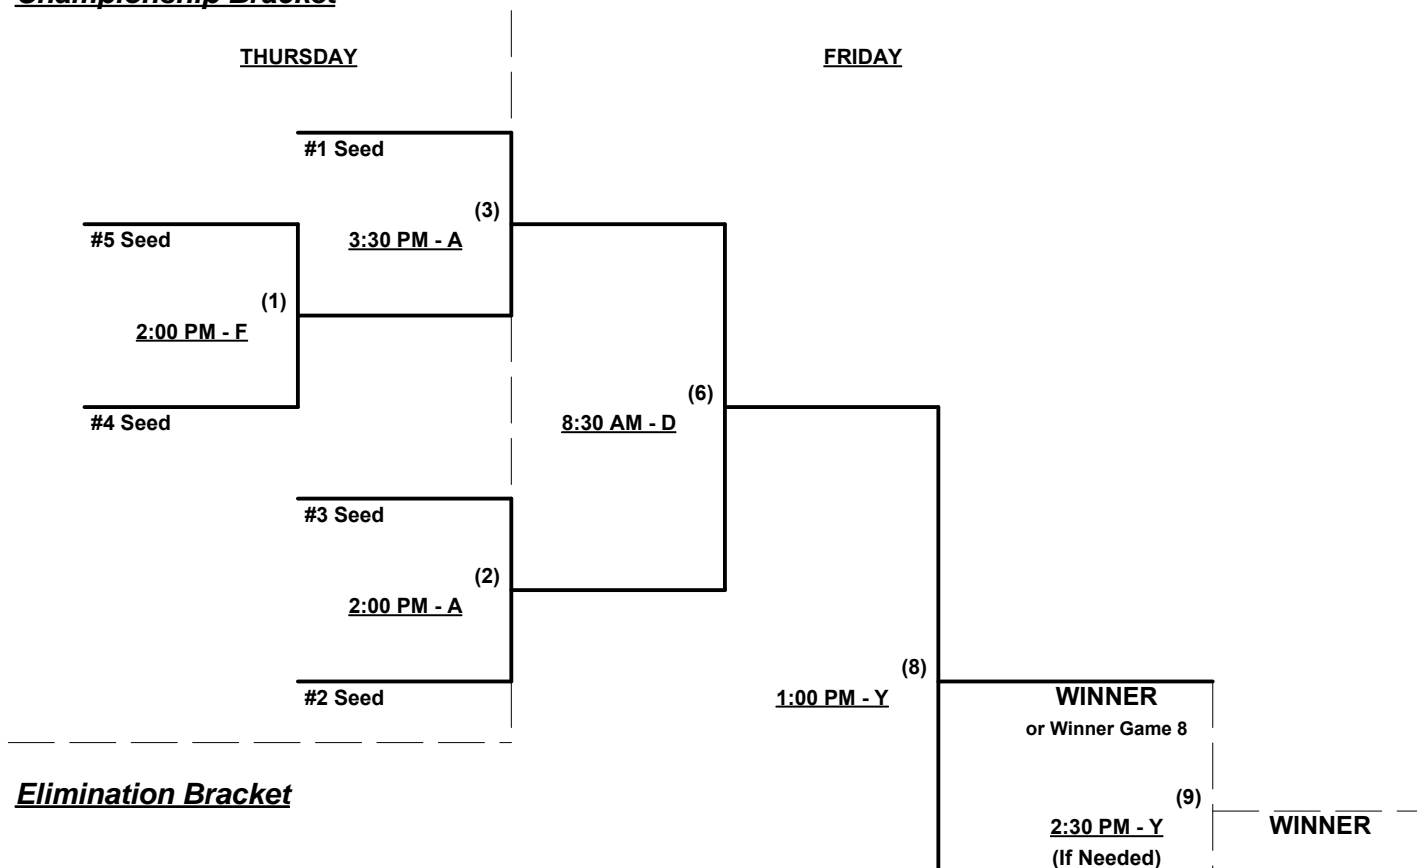 Championship Bracket
THURSDAY
FRIDAY
#1 Seed
(3)
#5 Seed
3:30 PM - A
(1)
2:00 PM - F
(6)
#4 Seed
8:30 AM - D
#3 Seed
(2)
2:00 PM - A
(8)
#2 Seed
1:00 PM - Y
WINNER
or Winner Game 8
Elimination Bracket
(9)
2:30 PM - Y
WINNER
(If Needed)